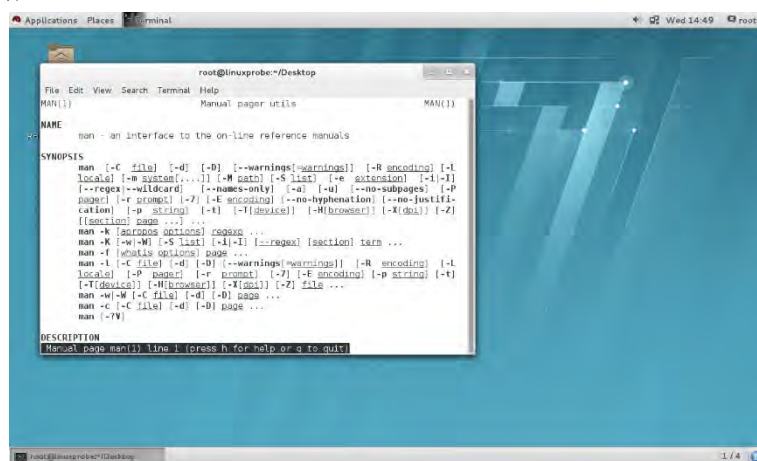 Applications Places Terminal
Wed 14:49 root
root@linuxprobe:~/Desktop
File Edit View Search Terminal Help
MAN(1) Manual pager utils MAN(1)
NAME
man - an interface to the on-line reference manuals
SYNOPSIS
man [-C file] [-d] [-D] [--warnings[=warnings]] [-R encoding] [-L
locale] [-m system[,...]] [-M path] [-S list] [-e extension] [-i|-I]
[--regex|--wildcard] [--names-only] [-a] [-u] [--no-subpages] [-P
pager] [-r prompt] [-7] [-E encoding] [--no-hyphenation] [--no-justifi-
cation] [-p string] [-t] [-T[device]] [-H[browser]] [-X[dpi]] [-Z]
[[section] page ...] ...
man -k [apropos options] regexp ...
man -K [-w|-W] [-S list] [-i|-I] [--regex] [section] term ...
man -f [whatis options] page ...
man -l [-C file] [-d] [-D] [--warnings[=warnings]] [-R encoding] [-L
locale] [-P pager] [-r prompt] [-7] [-E encoding] [-p string] [-t]
[-T[device]] [-H[browser]] [-X[dpi]] [-Z] file ...
man -w|-W [-C file] [-d] [-D] page ...
man -c [-C file] [-d] [-D] page ...
man [-?V]
DESCRIPTION
Manual page man(1) line 1 (press h for help or q to quit)
root@linuxprobe:~/Desktop
1 / 4